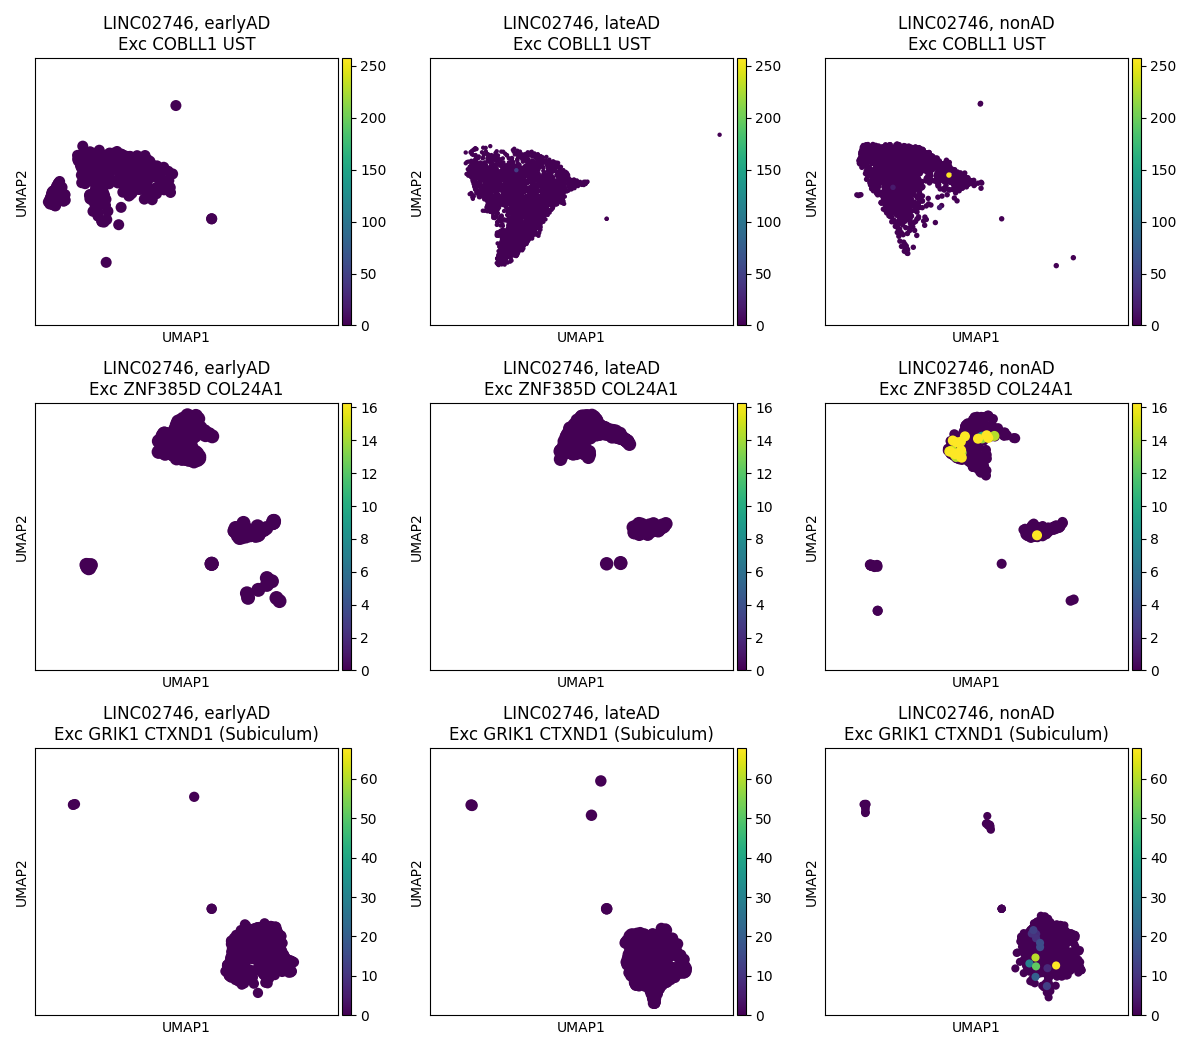 LINC02746, earlyAD
Exc COBLL1 UST
LINC02746, lateAD
Exc COBLL1 UST
LINC02746, nonAD
Exc COBLL1 UST
UMAP2
UMAP1
250
200
150
100
50
0
UMAP2
UMAP1
250
200
150
100
50
0
UMAP2
UMAP1
250
200
150
100
50
0
LINC02746, earlyAD
Exc ZNF385D COL24A1
LINC02746, lateAD
Exc ZNF385D COL24A1
LINC02746, nonAD
Exc ZNF385D COL24A1
UMAP2
UMAP1
16
14
12
10
8
6
4
2
0
UMAP2
UMAP1
16
14
12
10
8
6
4
2
0
UMAP2
UMAP1
16
14
12
10
8
6
4
2
0
LINC02746, earlyAD
Exc GRIK1 CTXND1 (Subiculum)
LINC02746, lateAD
Exc GRIK1 CTXND1 (Subiculum)
LINC02746, nonAD
Exc GRIK1 CTXND1 (Subiculum)
UMAP2
UMAP1
60
50
40
30
20
10
0
UMAP2
UMAP1
60
50
40
30
20
10
0
UMAP2
UMAP1
60
50
40
30
20
10
0